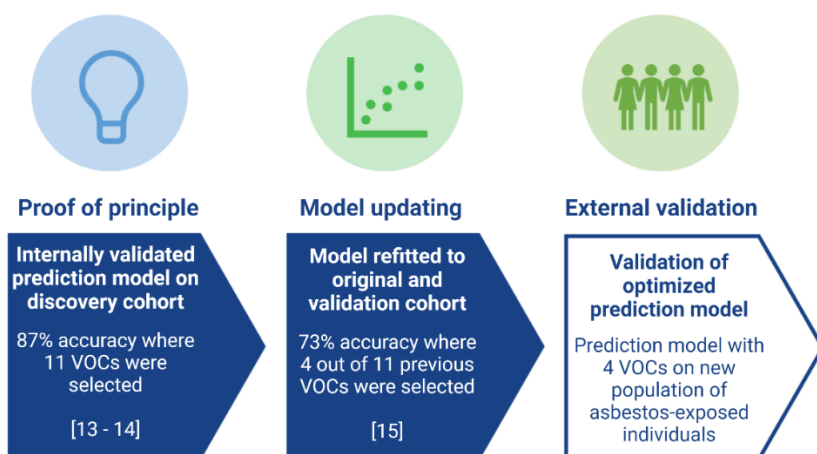 Proof of principle
Internally validated
prediction model on
discovery cohort
87% accuracy where
11 VOCs were
selected
[13 - 14]
Model updating
Model refitted to
original and
validation cohort
73% accuracy where
4 out of 11 previous
VOCs were selected
[15]
External validation
Validation of
optimized
prediction model
Prediction model with
4 VOCs on new
population of
asbestos-exposed
individuals